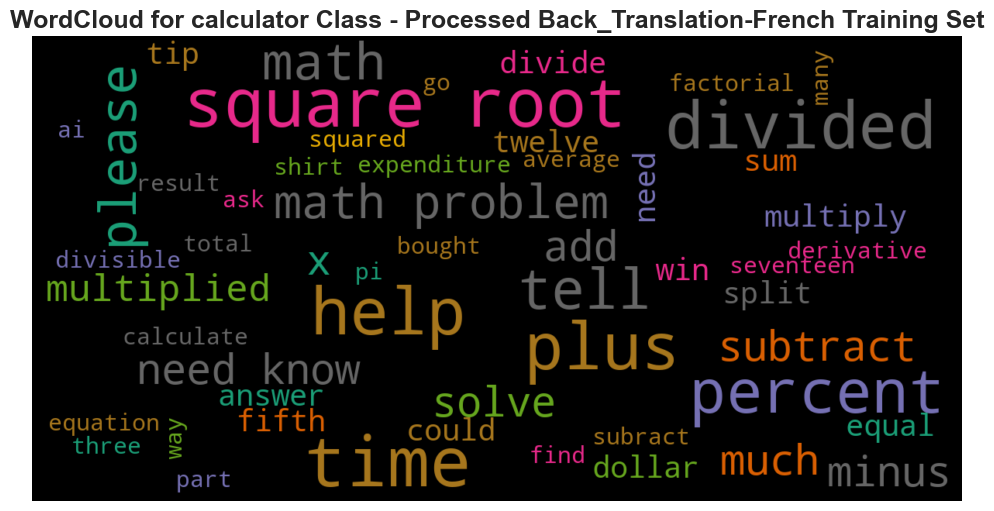 WordCloud for calculator Class - Processed Back_Translation-French Training Set
tip
math
go
divide
factorial
many
please
square root
divided
ai
squared
twelve
shirt
expenditure
average
sum
result
ask
math problem
need
multiply
total
divisible
x
pi
bought
add
win
seventeen
derivative
multiplied
help
tell
split
calculate
need know
plus
subtract
percent
answer
solve
equation
three
way
fifth
could
time
subract
equal
part
find
dollar
much
minus